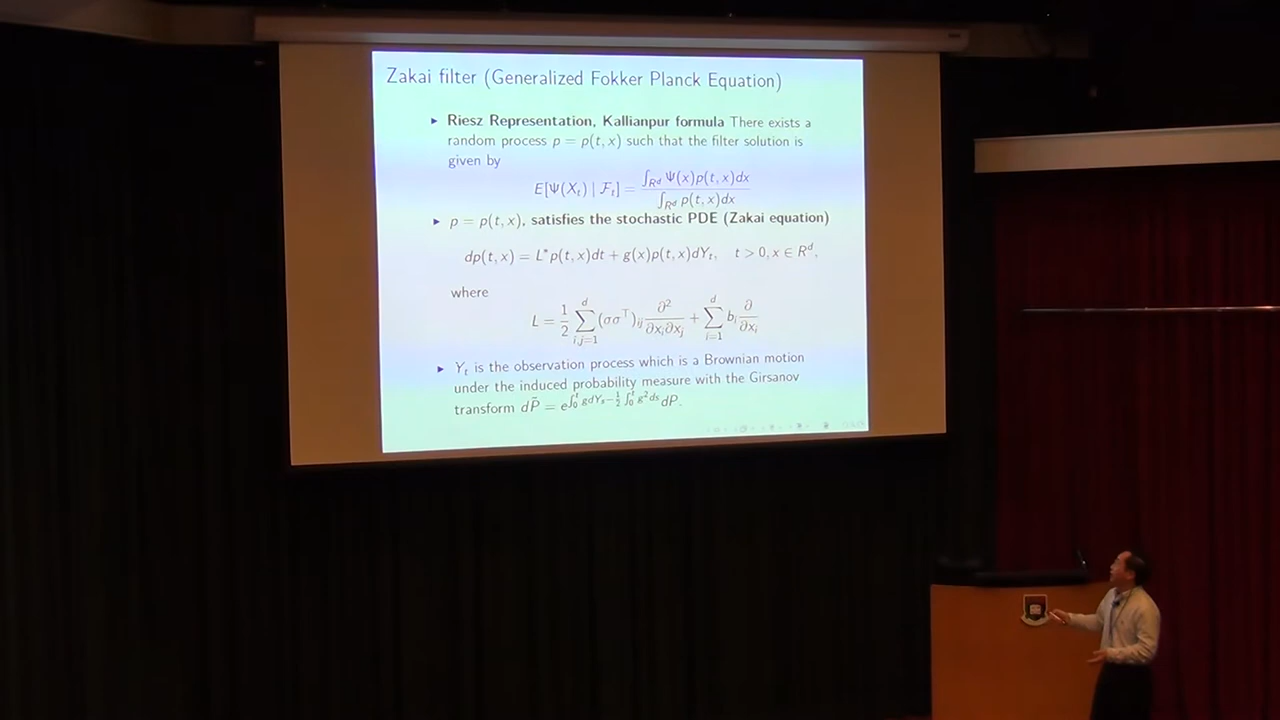 Zakai filter (Generalized Fokker Planck Equation)
▸ Riesz Representation, Kallianpur formula There exists a
random process p = p(t, x) such that the filter solution is
given by
E[Ψ(X_t) | F_t] = ∫_{R^d} Ψ(x)p(t, x)dx / ∫_{R^d} p(t, x)dx
▸ p = p(t, x), satisfies the stochastic PDE (Zakai equation)
dp(t, x) = L*p(t, x)dt + g(x)p(t, x)dY_t, t > 0, x ∈ R^d,
where
L = 1/2 ∑_{i,j=1}^{d} (σσ^⊤)_{ij} ∂²/∂x_i∂x_j + ∑_{i=1}^{d} b_i ∂/∂x_i
▸ Y_t is the observation process which is a Brownian motion
under the induced probability measure with the Girsanov
transform dP̃ = e^{∫_0^t gdY_s − 1/2 ∫_0^t g² ds} dP.